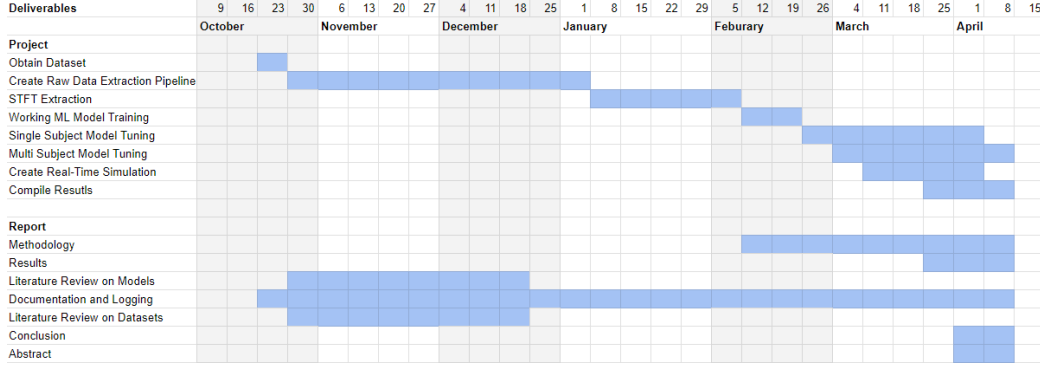 Deliverables 9 16 23 30 6 13 20 27 4 11 18 25 1 8 15 22 29 5 12 19 26 4 11 18 25 1 8 15
October November December January Feburary March April
Project
Obtain Dataset
Create Raw Data Extraction Pipeline
STFT Extraction
Working ML Model Training
Single Subject Model Tuning
Multi Subject Model Tuning
Create Real-Time Simulation
Compile Resutls
Report
Methodology
Results
Literature Review on Models
Documentation and Logging
Literature Review on Datasets
Conclusion
Abstract